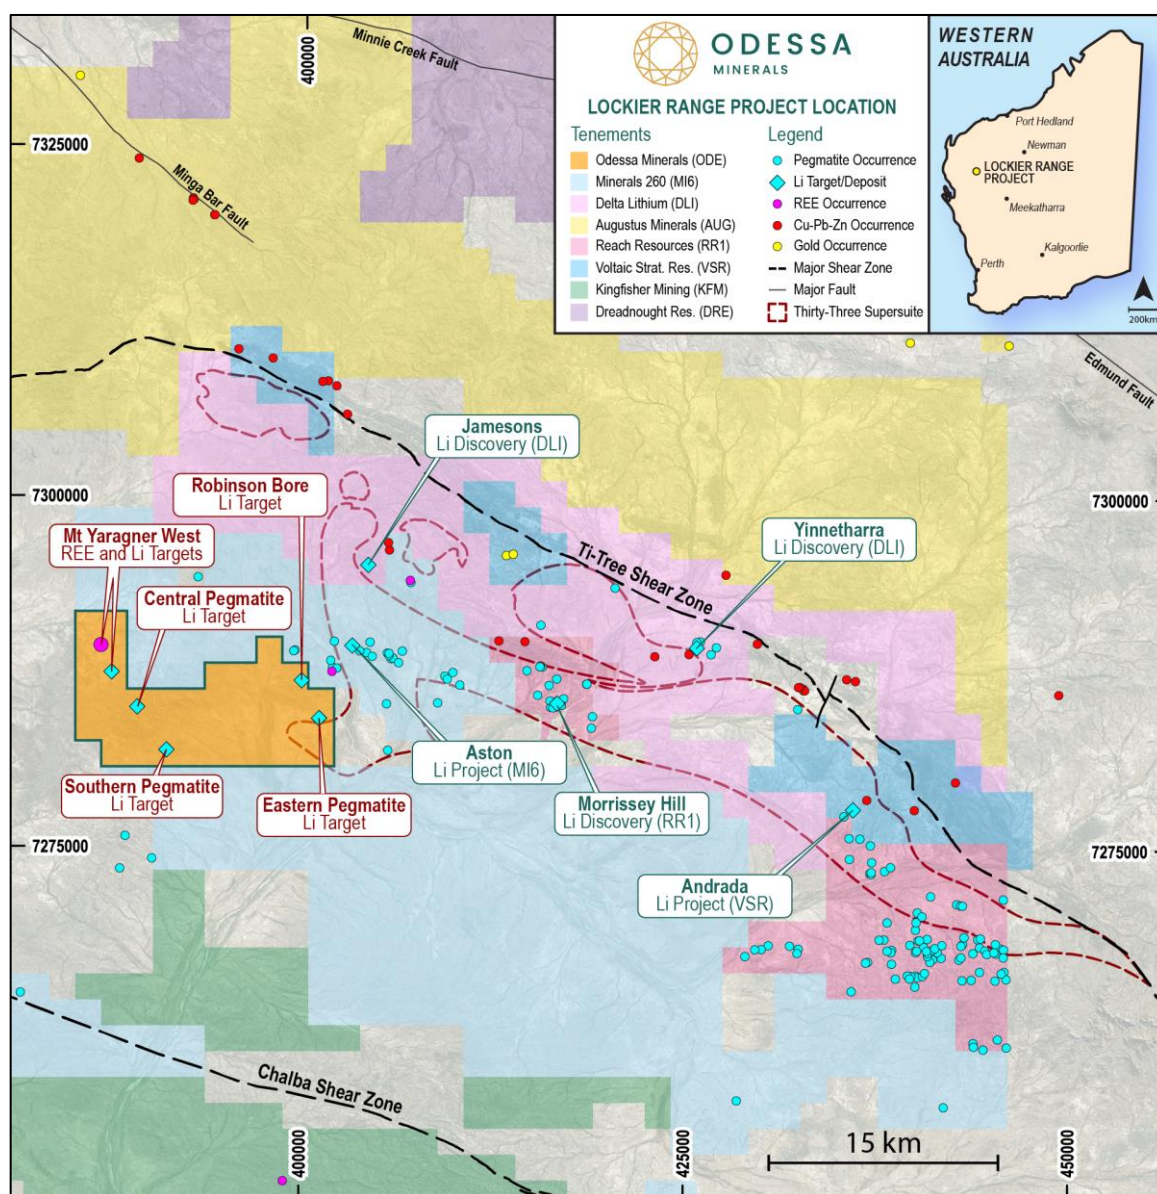 ODESSA
MINERALS
LOCKIER RANGE PROJECT LOCATION
Tenements
Odessa Minerals (ODE)
Minerals 260 (MI6)
Delta Lithium (DLI)
Augustus Minerals (AUG)
Reach Resources (RR1)
Voltaic Strat. Res. (VSR)
Kingfisher Mining (KFM)
Dreadnought Res. (DRE)
Legend
Pegmatite Occurrence
Li Target/Deposit
REE Occurrence
Cu-Pb-Zn Occurrence
Gold Occurrence
Major Shear Zone
Major Fault
Thirty-Three Supersuite
WESTERN
AUSTRALIA
Port Hedland
Newman
LOCKIER RANGE
PROJECT
Meekatharra
Kalgoorlie
Perth
200km
400000
Minnie Creek Fault
7325000
Minga Bar Fault
Edmund Fault
Jamesons
Li Discovery (DLI)
Robinson Bore
Li Target
7300000
7300000
Mt Yaragner West
REE and Li Targets
Yinnetharra
Li Discovery (DLI)
Ti-Tree Shear Zone
Central Pegmatite
Li Target
Aston
Li Project (MI6)
Southern Pegmatite
Li Target
Eastern Pegmatite
Li Target
Morrissey Hill
Li Discovery (RR1)
7275000
7275000
Andrada
Li Project (VSR)
Chalba Shear Zone
15 km
400000
425000
450000